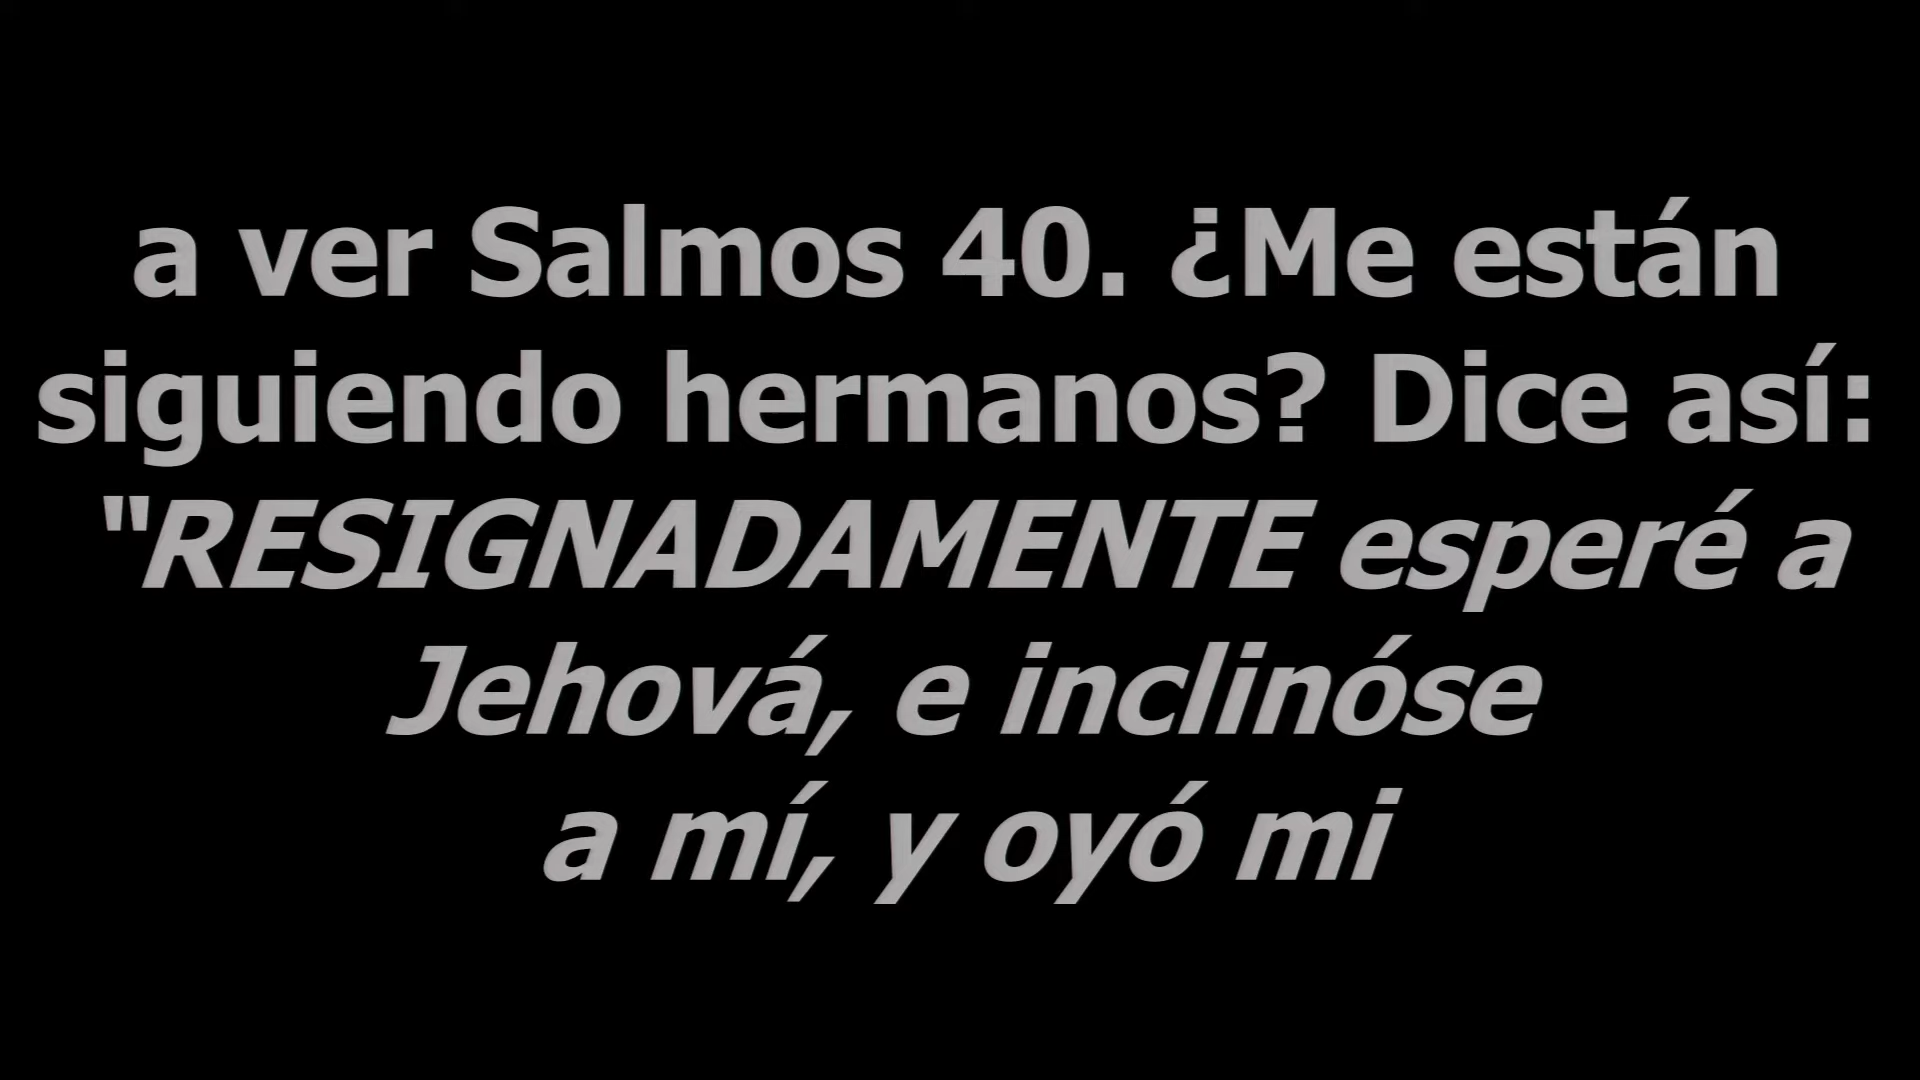 a ver Salmos 40. ¿Me están
siguiendo hermanos? Dice así:
“RESIGNADAMENTE esperé a
Jehová, e inclinóse
a mí, y oyó mi